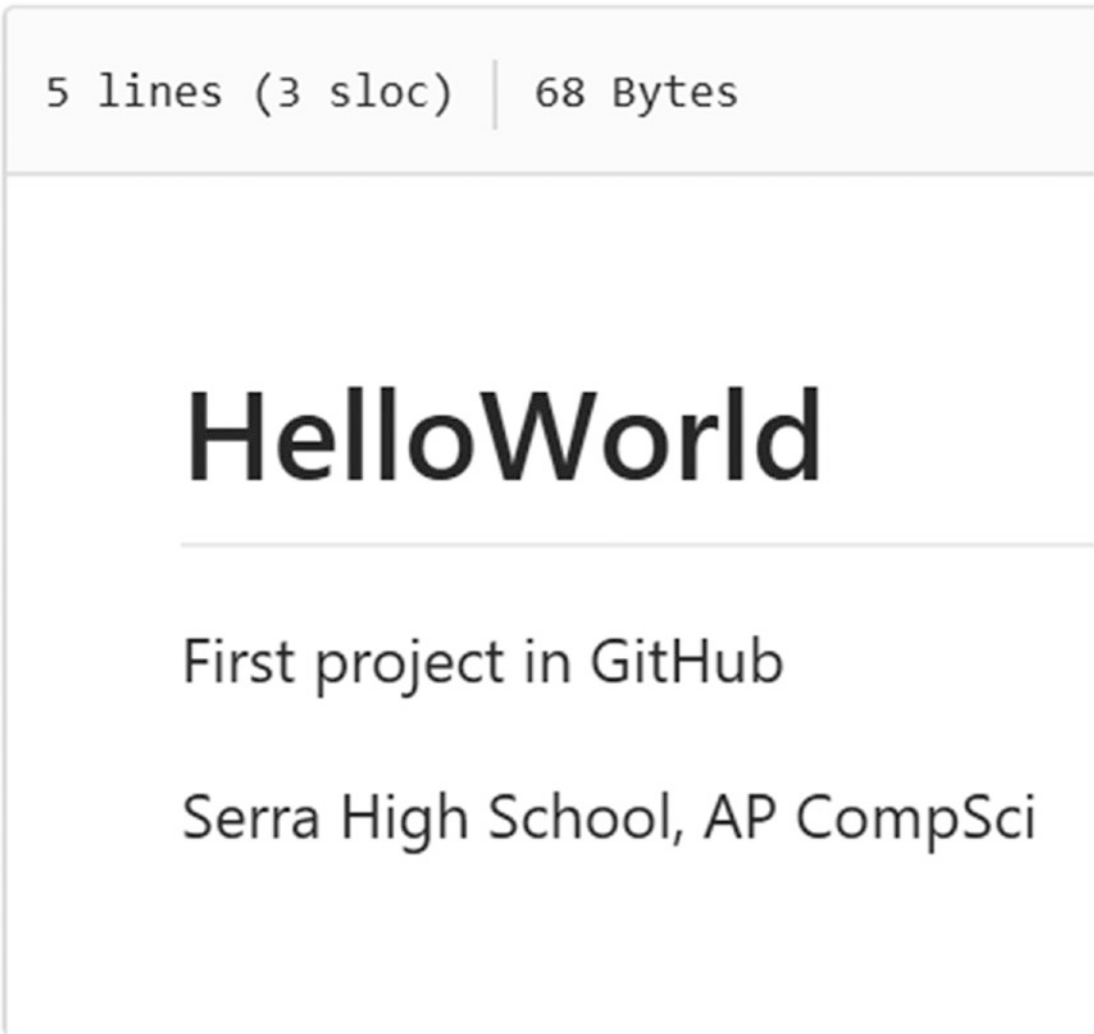 5 lines (3 sloc) 68 Bytes
HelloWorld
First project in GitHub
Serra High School, AP CompSci